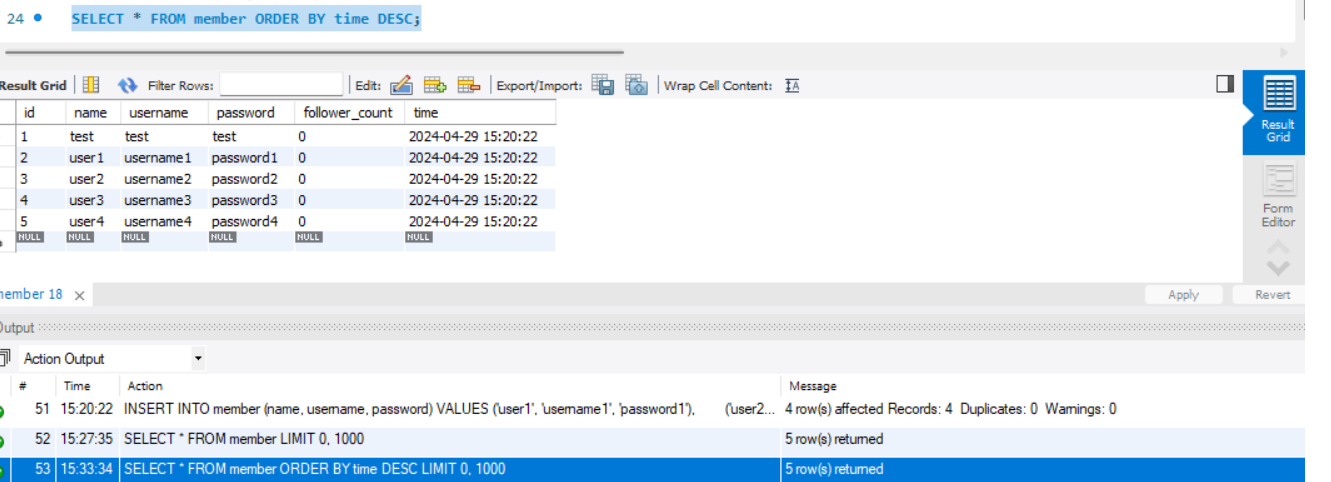 24 SELECT * FROM member ORDER BY time DESC;
Result Grid Filter Rows: Edit: Export/Import: Wrap Cell Content:
id name username password follower_count time
1 test test test 0 2024-04-29 15:20:22
2 user1 username1 password1 0 2024-04-29 15:20:22
3 user2 username2 password2 0 2024-04-29 15:20:22
4 user3 username3 password3 0 2024-04-29 15:20:22
5 user4 username4 password4 0 2024-04-29 15:20:22
NULL NULL NULL NULL NULL NULL
Result
Grid
Form
Editor
member 18 Apply Revert
Output
Action Output
# Time Action Message
51 15:20:22 INSERT INTO member (name, username, password) VALUES ('user1', 'username1', 'password1'), ('user2... 4 row(s) affected Records: 4 Duplicates: 0 Warnings: 0
52 15:27:35 SELECT * FROM member LIMIT 0, 1000 5 row(s) returned
53 15:33:34 SELECT * FROM member ORDER BY time DESC LIMIT 0, 1000 5 row(s) returned